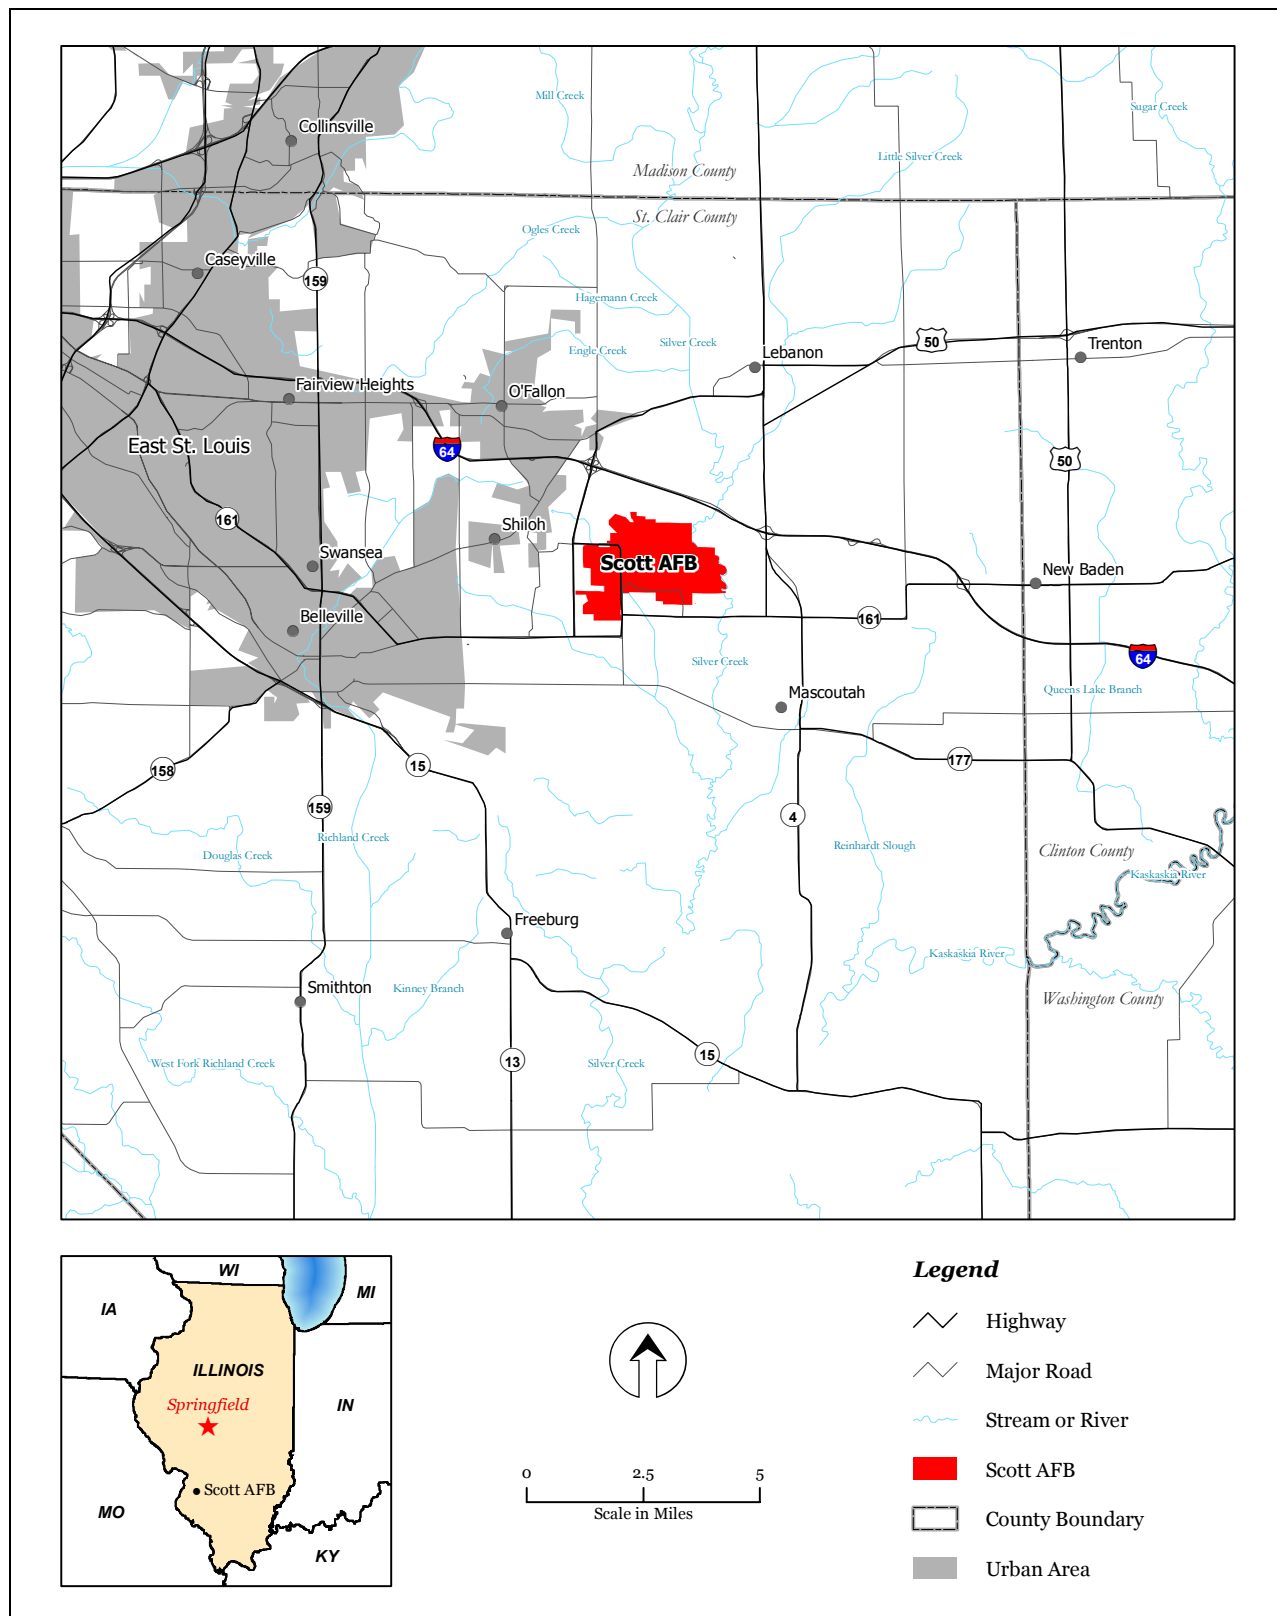 Mill Creek
Sugar Creek
Collinsville
Little Silver Creek
Madison County
St. Clair County
Ogles Creek
Caseyville
159
Hagemann Creek
Engle Creek
Silver Creek
Lebanon
50
Trenton
Fairview Heights
O'Fallon
East St. Louis
64
50
161
Shiloh
Swansea
Scott AFB
New Baden
Belleville
161
64
Silver Creek
Mascoutah
Queens Lake Branch
158
15
177
159
4
Richland Creek
Douglas Creek
Reinhardt Slough
Clinton County
Kaskaskia River
Freeburg
Kaskaskia River
Smithton
Kinney Branch
Washington County
West Fork Richland Creek
13
Silver Creek
15
WI
MI
IA
ILLINOIS
Springfield
IN
Scott AFB
MO
KY
0 2.5 5
Scale in Miles
Legend
Highway
Major Road
Stream or River
Scott AFB
County Boundary
Urban Area